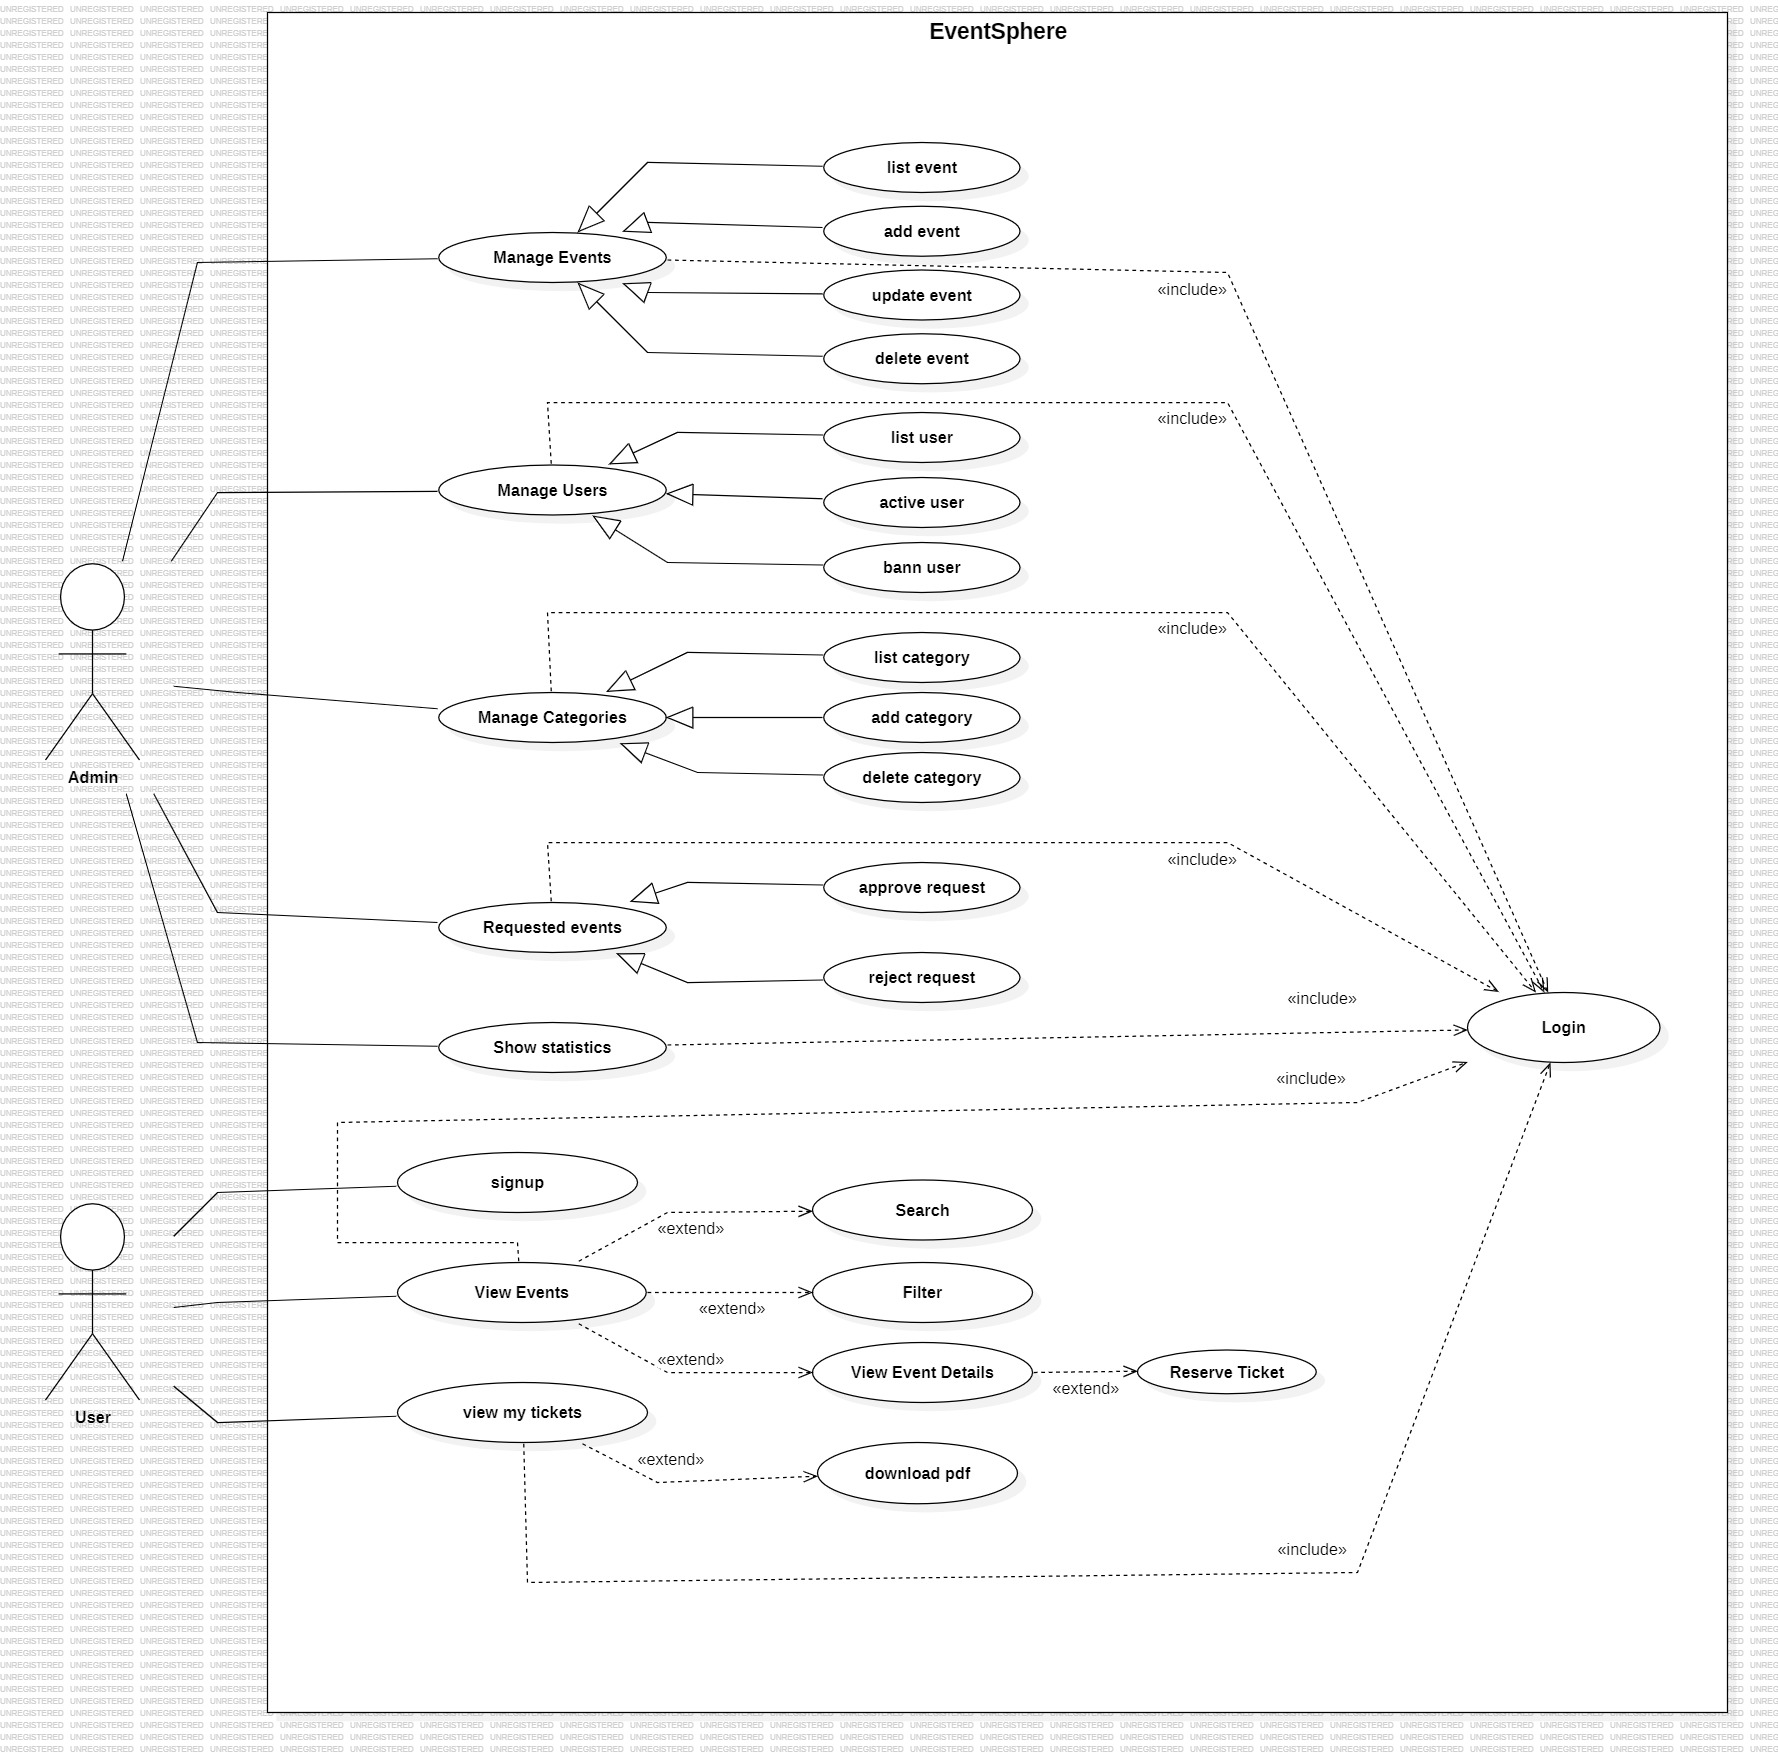 EventSphere
list event
add event
Manage Events
«include»
update event
delete event
«include»
list user
Manage Users
active user
bann user
«include»
list category
Manage Categories
add category
delete category
Admin
«include»
approve request
Requested events
reject request
«include»
Login
Show statistics
«include»
signup
Search
«extend»
View Events
Filter
«extend»
«extend»
View Event Details
Reserve Ticket
«extend»
User
view my tickets
«extend»
download pdf
«include»
UNREGISTERED